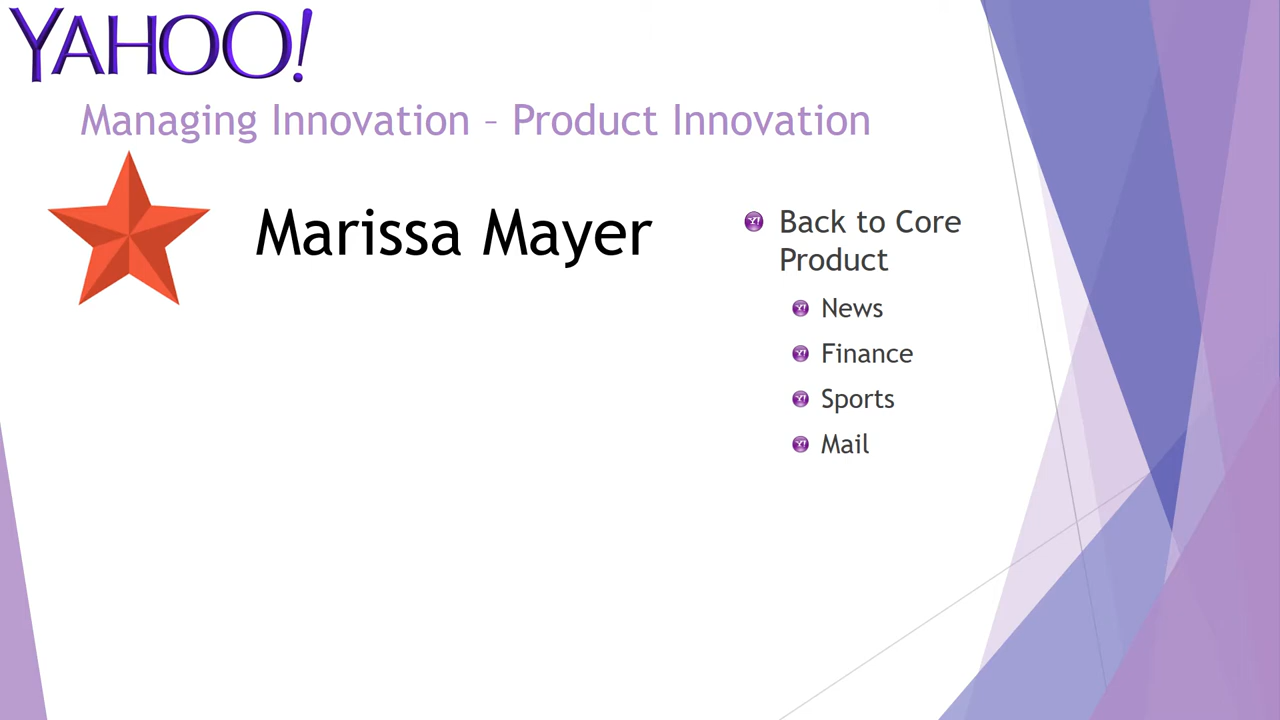 YAHOO!
Managing Innovation – Product Innovation
Marissa Mayer
Back to Core
Product
News
Finance
Sports
Mail